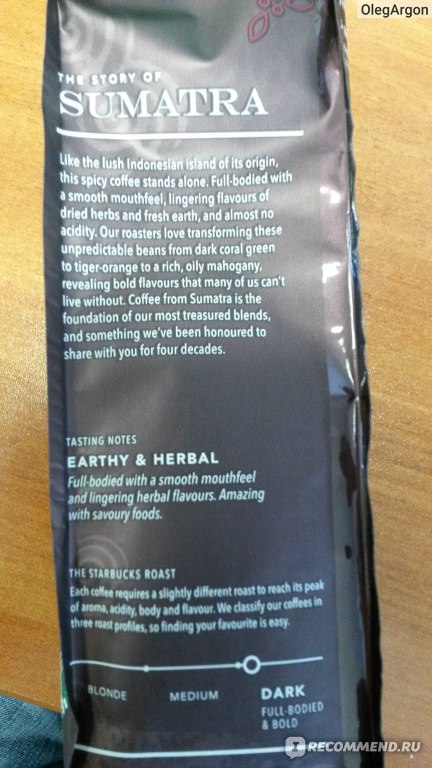 OlegArgon
THE STORY OF
SUMATRA
Like the lush Indonesian island of its origin,
this spicy coffee stands alone. Full-bodied with
a smooth mouthfeel, lingering flavours of
dried herbs and fresh earth, and almost no
acidity. Our roasters love transforming these
unpredictable beans from dark coral green
to tiger-orange to a rich, oily mahogany,
revealing bold flavours that many of us can't
live without. Coffee from Sumatra is the
foundation of our most treasured blends,
and something we've been honoured to
share with you for four decades.
TASTING NOTES
EARTHY & HERBAL
Full-bodied with a smooth mouthfeel
and lingering herbal flavours. Amazing
with savoury foods.
THE STARBUCKS ROAST
Each coffee requires a slightly different roast to reach its peak
of aroma, acidity, body and flavour. We classify our coffees in
three roast profiles, so finding your favourite is easy.
BLONDE MEDIUM DARK
FULL-BODIED
& BOLD
RECOMMEND.RU